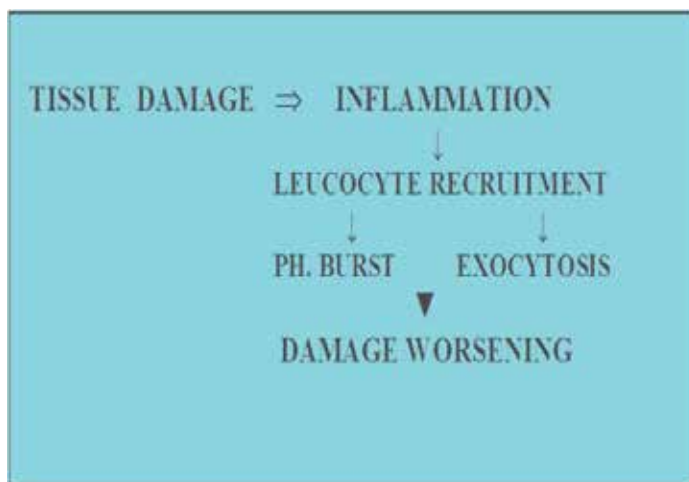 TISSUE DAMAGE ⇒ INFLAMMATION
↓
LEUCOCYTE RECRUITMENT
↓ ↓
PH. BURST EXOCYTOSIS
▼
DAMAGE WORSENING